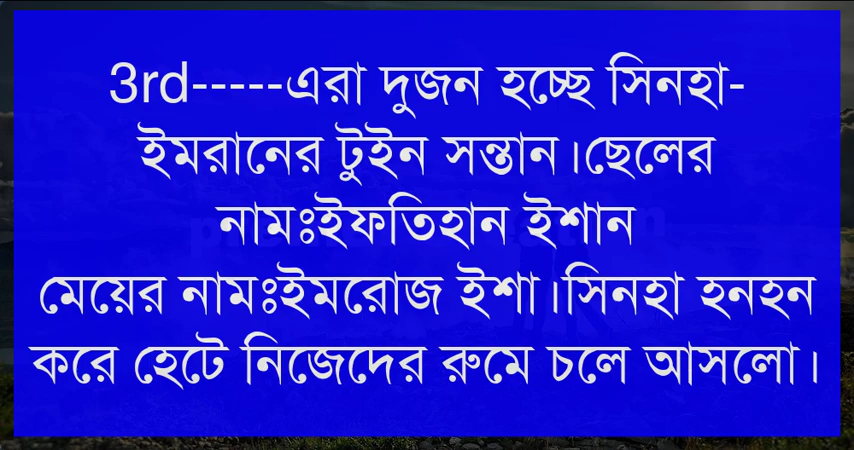 3rd-----এরা দুজন হচ্ছে সিনহা-
ইমরানের টুইন সন্তান।ছেলের
নামঃইফতিহান ইশান
মেয়ের নামঃইমরোজ ইশা।সিনহা হনহন
করে হেটে নিজেদের রুমে চলে আসলো।